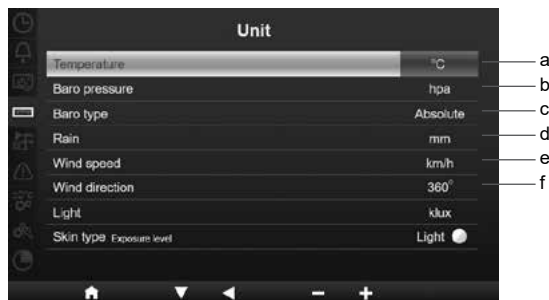 Unit
Temperature °C a
Baro pressure hpa b
Baro type Absolute c
Rain mm d
Wind speed km/h e
Wind direction 360° f
Light klux
Skin type Exposure level Light